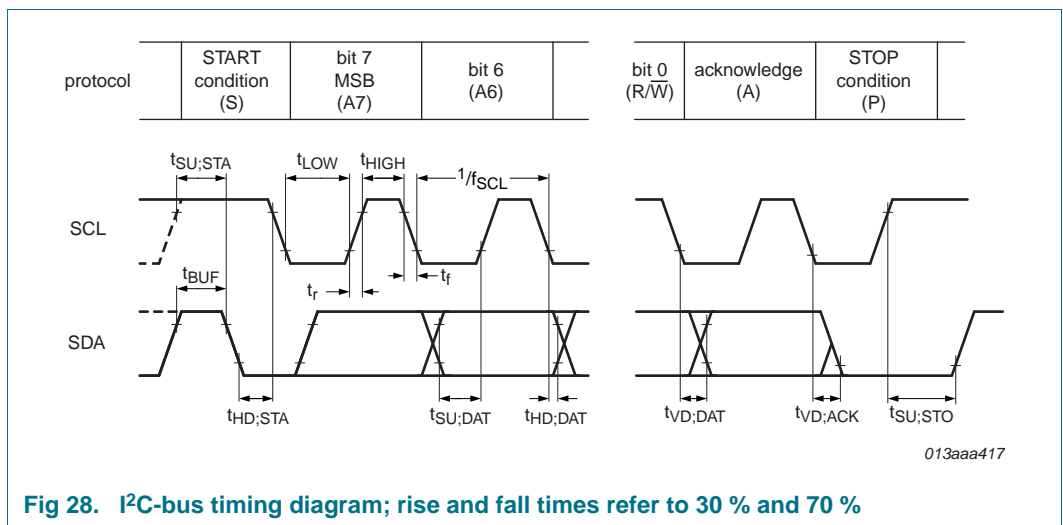 protocol
START
condition
(S)
bit 7
MSB
(A7)
bit 6
(A6)
bit 0
(R/W̅)
acknowledge
(A)
STOP
condition
(P)
tSU;STA
tLOW
tHIGH
1/fSCL
SCL
tBUF
tr
tf
SDA
tHD;STA
tSU;DAT
tHD;DAT
tVD;DAT
tVD;ACK
tSU;STO
013aaa417
Fig 28. I²C-bus timing diagram; rise and fall times refer to 30 % and 70 %